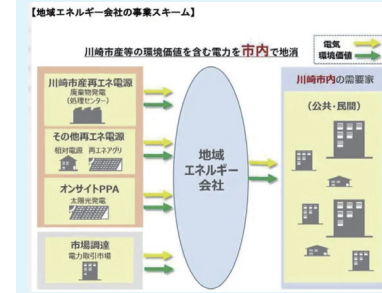 【地域エネルギー会社の事業スキーム】
川崎市産等の環境価値を含む電力を市内で地消
電気
環境価値
川崎市産再エネ電源
廃棄物発電
(処理センター)
その他再エネ電源
相対電源 再エネアグリ
オンサイトPPA
太陽光発電
市場調達
電力取引市場
地域
エネルギー
会社
川崎市内の需要家
(公共・民間)